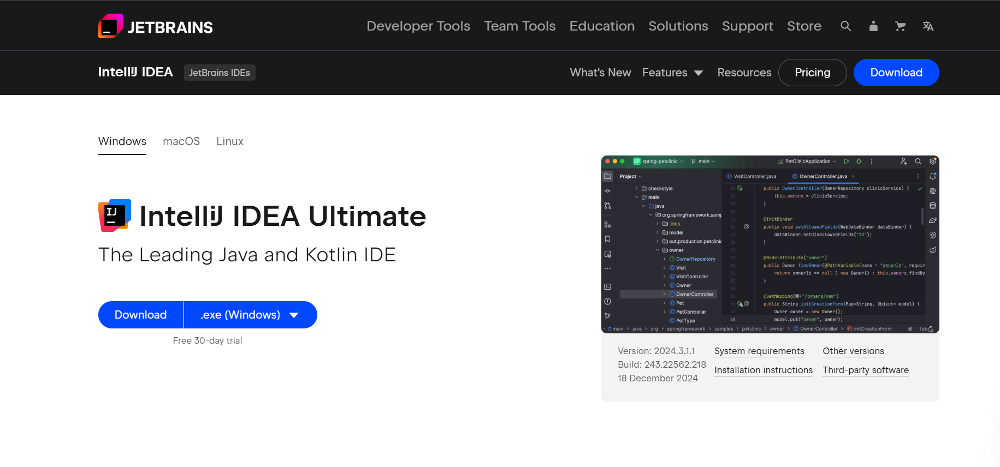 JETBRAINS
Developer Tools Team Tools Education Solutions Support Store
IntelliJ IDEA JetBrains IDEs
What's New Features Resources Pricing Download
Windows macOS Linux
IJ IntelliJ IDEA Ultimate
The Leading Java and Kotlin IDE
Download .exe (Windows)
Free 30-day trial
SP spring-petclinic main PetClinicApplication
Project
checkstyle
main
java
org.springframework.samp
.idea
model
out.production.petclinic
owner
OwnerRepository
Visit
VisitController
Owner
OwnerController
Pet
PetController
PetType
VisitController.java OwnerController.java
51 public OwnerController(OwnerRepository clinicService) {
52 this.owners = clinicService;
53 }
54
55 @InitBinder
56 public void setAllowedFields(WebDataBinder dataBinder) {
57 dataBinder.setDisallowedFields("id");
58 }
59
60 @ModelAttribute("owner")
61 public Owner findOwner(@PathVariable(name = "ownerId", requir
62 return ownerId == null ? new Owner() : this.owners.findBy
63 }
64
65 @GetMapping("/owners/new")
66 public String initCreationForm(Map<String, Object> model) {
67 Owner owner = new Owner();
68 model.put("owner", owner);
main > java > org > springframework > samples > petclinic > owner > OwnerController > initCreationForm Tab
Version: 2024.3.1.1
Build: 243.22562.218
18 December 2024
System requirements Other versions
Installation instructions Third-party software